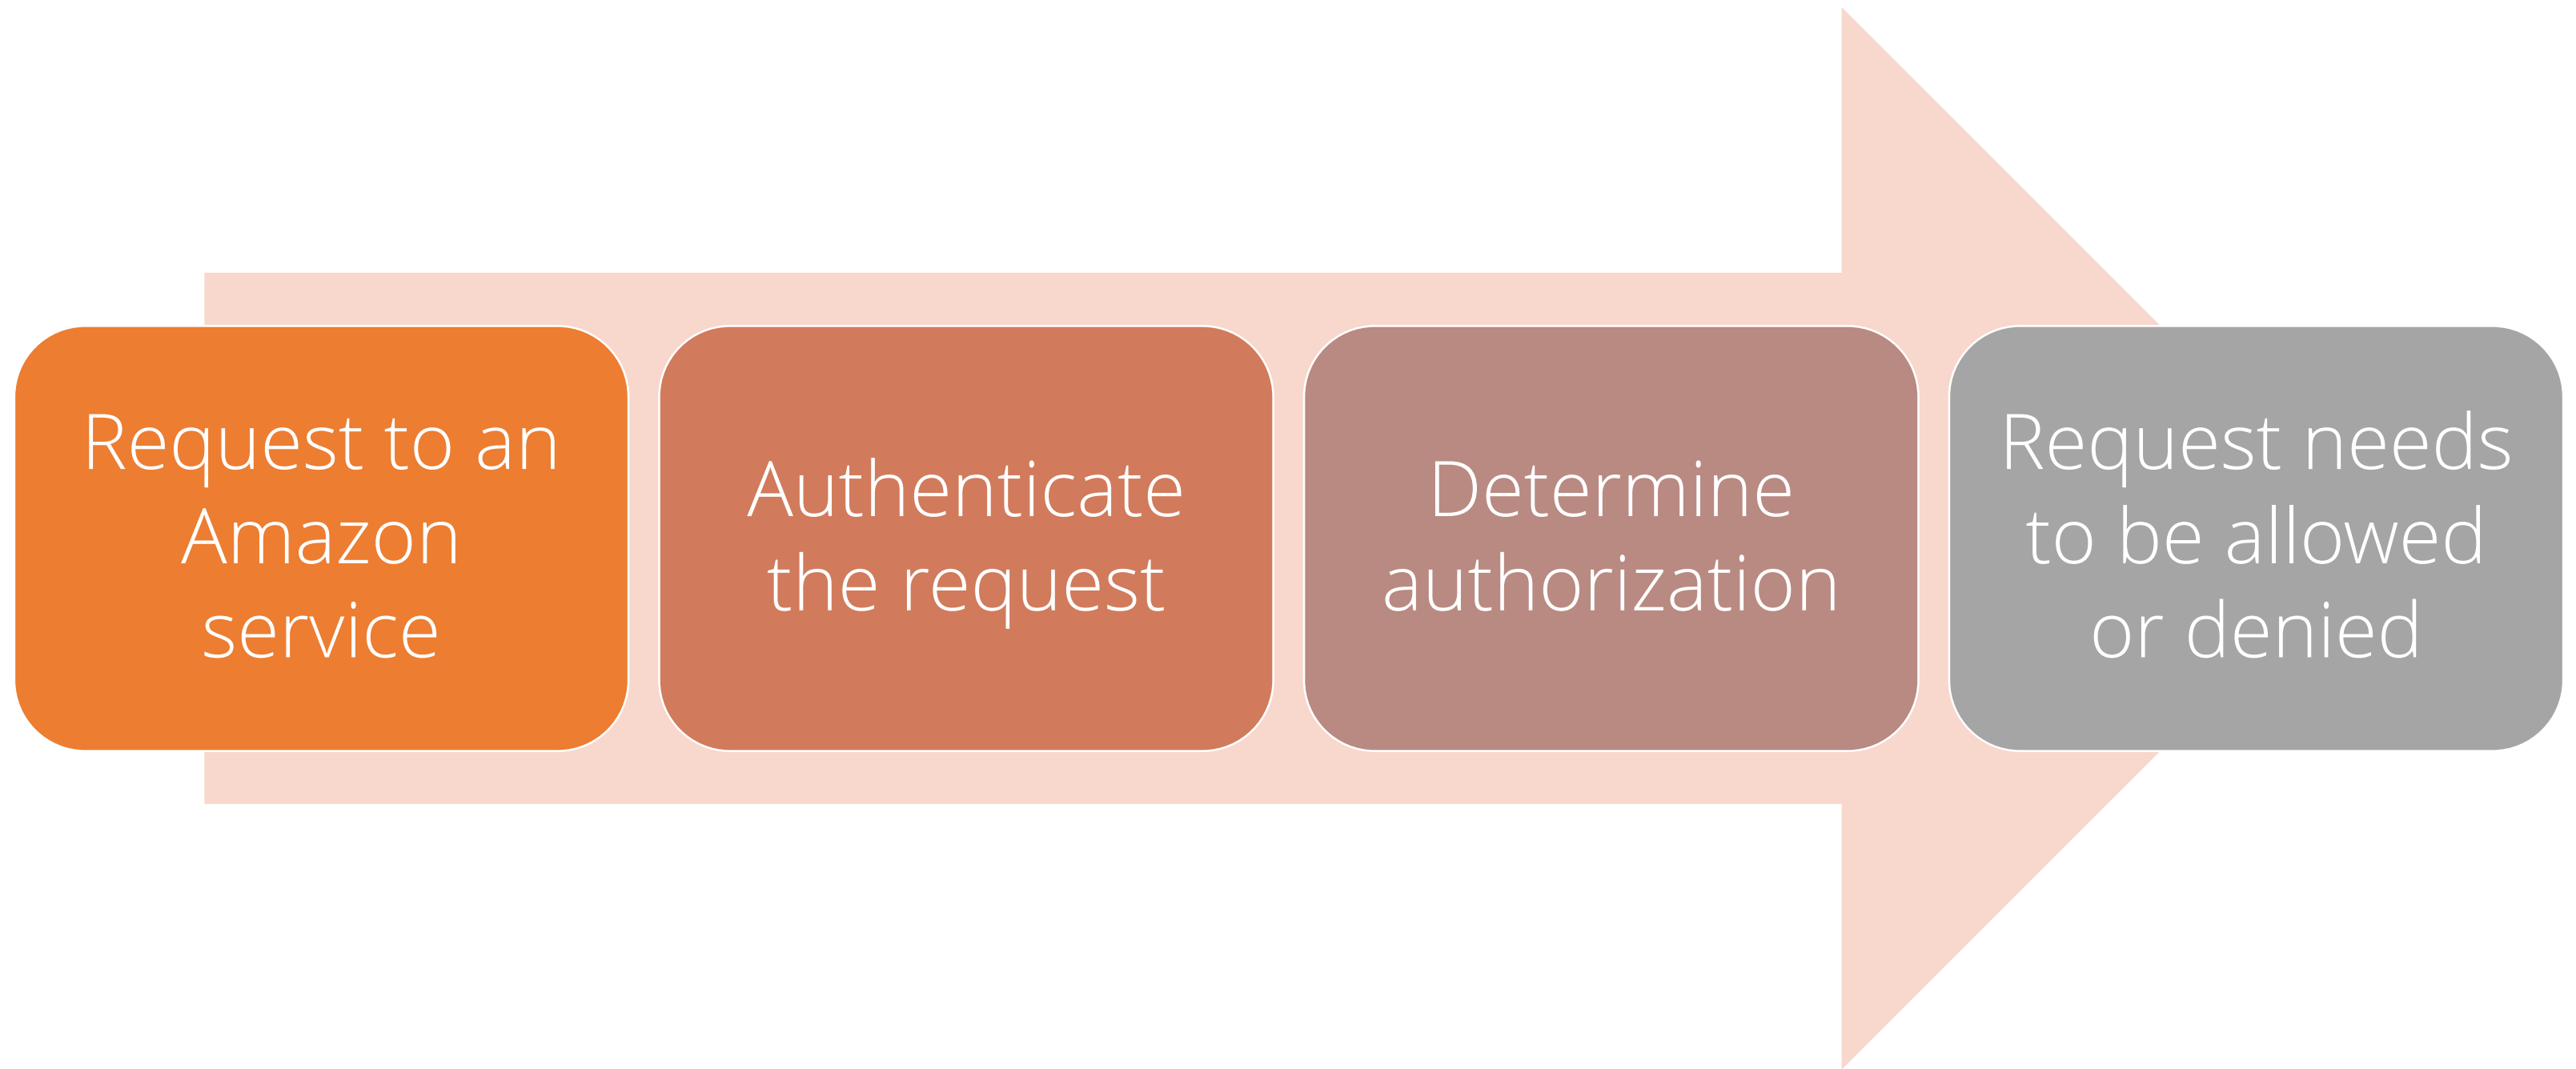 Request to an
Amazon
service
Authenticate
the request
Determine
authorization
Request needs
to be allowed
or denied